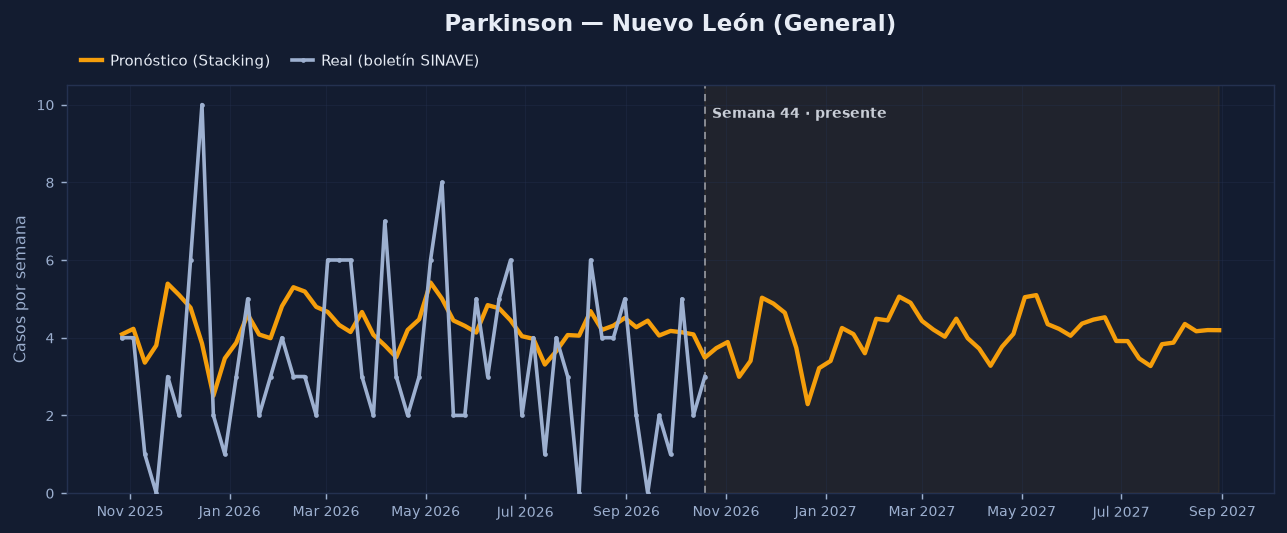 Parkinson — Nuevo León (General)
Pronóstico (Stacking)
Real (boletín SINAVE)
Semana 44 · presente
Casos por semana
10
8
6
4
2
0
Nov 2025
Jan 2026
Mar 2026
May 2026
Jul 2026
Sep 2026
Nov 2026
Jan 2027
Mar 2027
May 2027
Jul 2027
Sep 2027